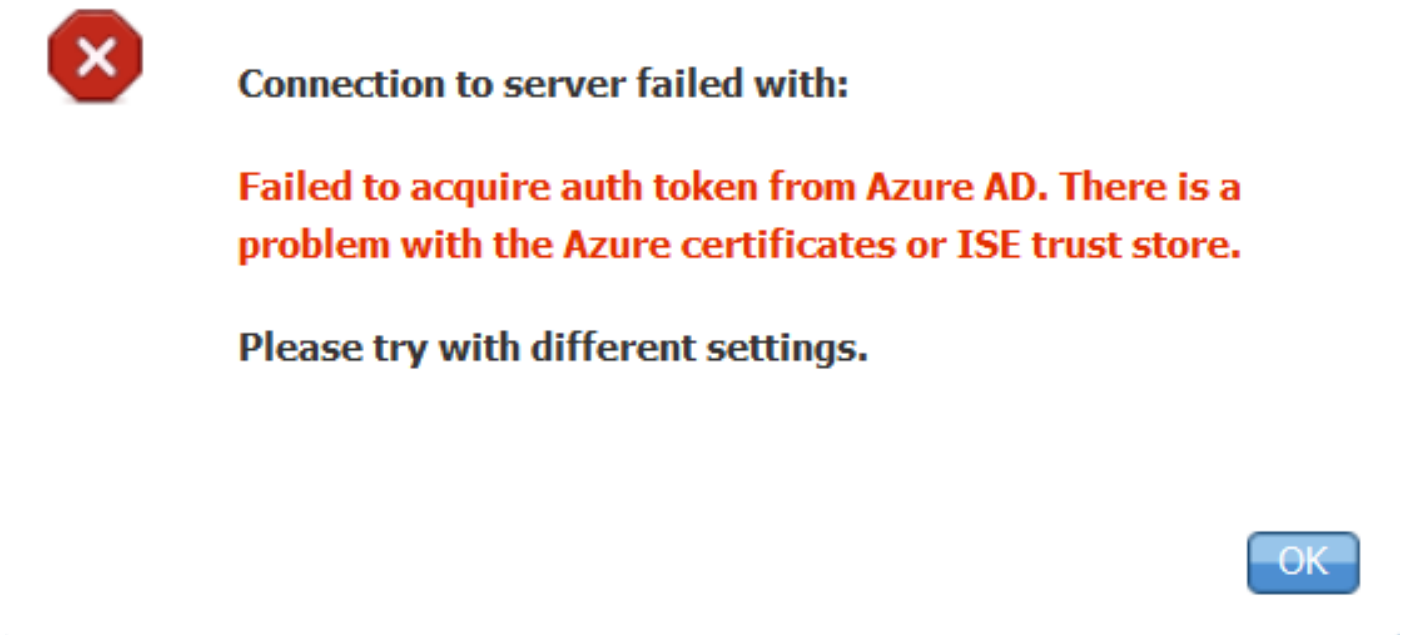 Connection to server failed with:
Failed to acquire auth token from Azure AD. There is a
problem with the Azure certificates or ISE trust store.
Please try with different settings.
OK